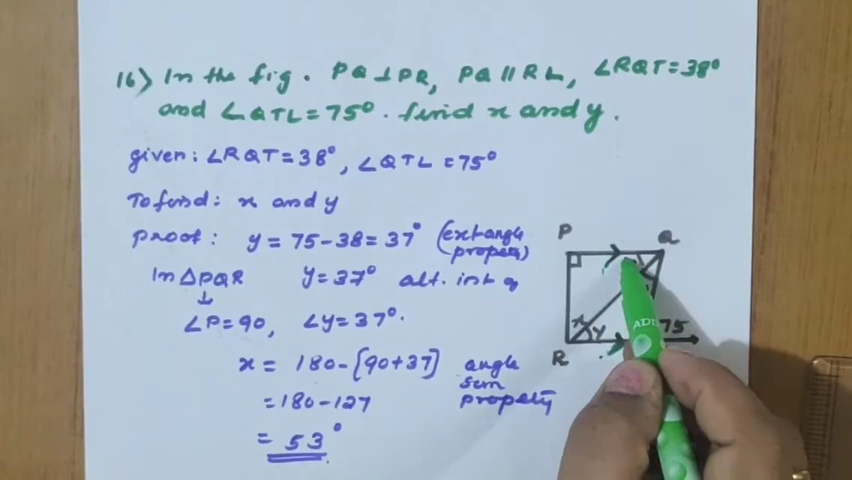 16) In the fig. PQ⊥PR, PQ ∥ RL, ∠RQT=38°
and ∠QTL=75°. find x and y.
given: ∠RQT=38°, ∠QTL=75°
To find: x and y
Proof: y = 75-38=37° (ext angle property)
In △PQR y=37° alt. int
↓
∠P=90, ∠y=37°.
x = 180-[90+37] angle sum property
=180-127
= 53°
P Q
x y 75
R